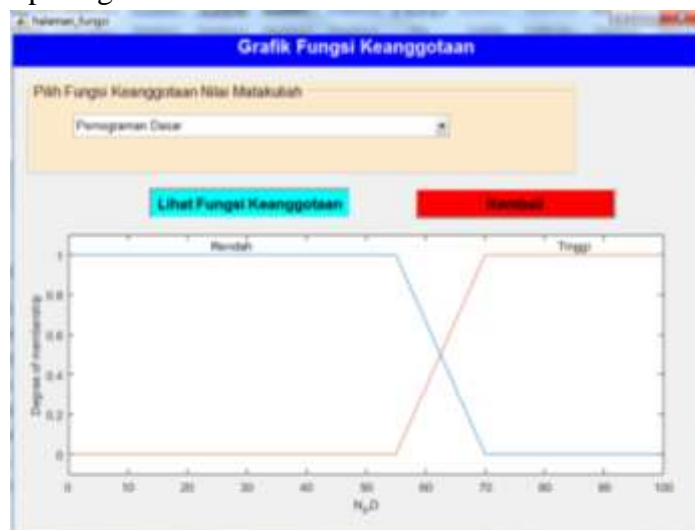 halaman_fungsi
Grafik Fungsi Keanggotaan
Pilih Fungsi Keanggotaan Nilai Matakuliah
Pemograman Dasar
Lihat Fungsi Keanggotaan
Kembali
Rendah
Tinggi
Degree of membership
1
0.8
0.6
0.4
0.2
0
0 10 20 30 40 50 60 70 80 90 100